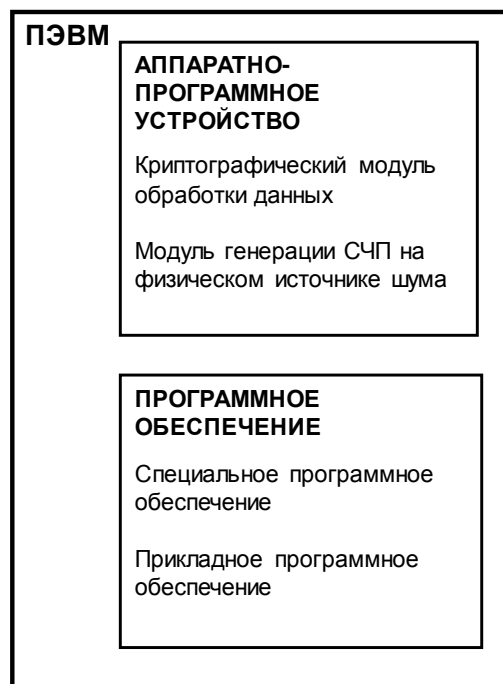 ПЭВМ
АППАРАТНО-
ПРОГРАММНОЕ
УСТРОЙСТВО
Криптографический модуль
обработки данных
Модуль генерации СЧП на
физическом источнике шума
ПРОГРАММНОЕ
ОБЕСПЕЧЕНИЕ
Специальное программное
обеспечение
Прикладное программное
обеспечение